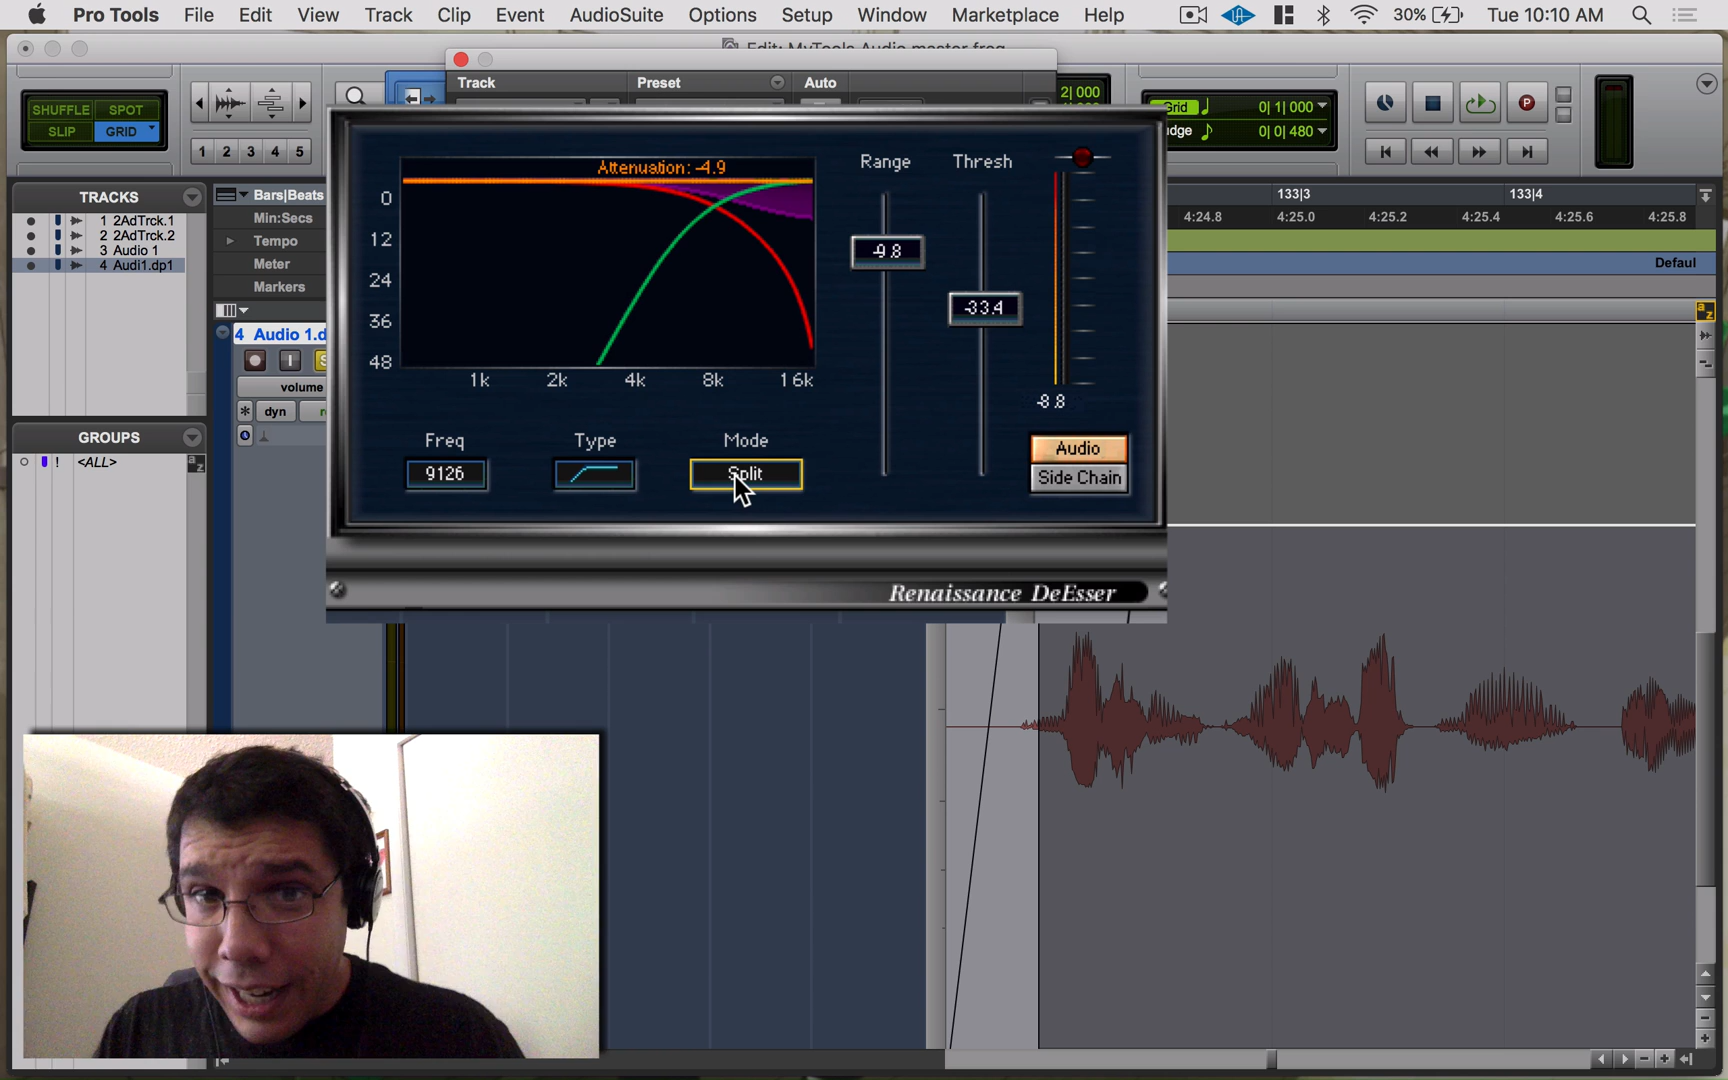 Pro Tools File Edit View Track Clip Event AudioSuite Options Setup Window Marketplace Help 30% Tue 10:10 AM
Edit: MyTools Audio master freq
Track Preset Auto
SHUFFLE SPOT
SLIP GRID
1 2 3 4 5
2| 000
Grid 0| 1| 000
udge 0| 0| 480
P
TRACKS
1 2AdTrck.1
2 2AdTrck.2
3 Audio 1
4 Audi1.dp1
Bars|Beats
Min:Secs
Tempo
Meter
Markers
133|3 133|4
4:24.8 4:25.0 4:25.2 4:25.4 4:25.6 4:25.8
Defaul
4 Audio 1.d
I S
volume
dyn r
GROUPS
! <ALL>
a z
a z
Attenuation: -4.9
0
12
24
36
48
1k 2k 4k 8k 16k
Range Thresh
-9.8
-33.4
-8.8
Freq Type Mode
9126 Split
Audio
Side Chain
Renaissance DeEsser